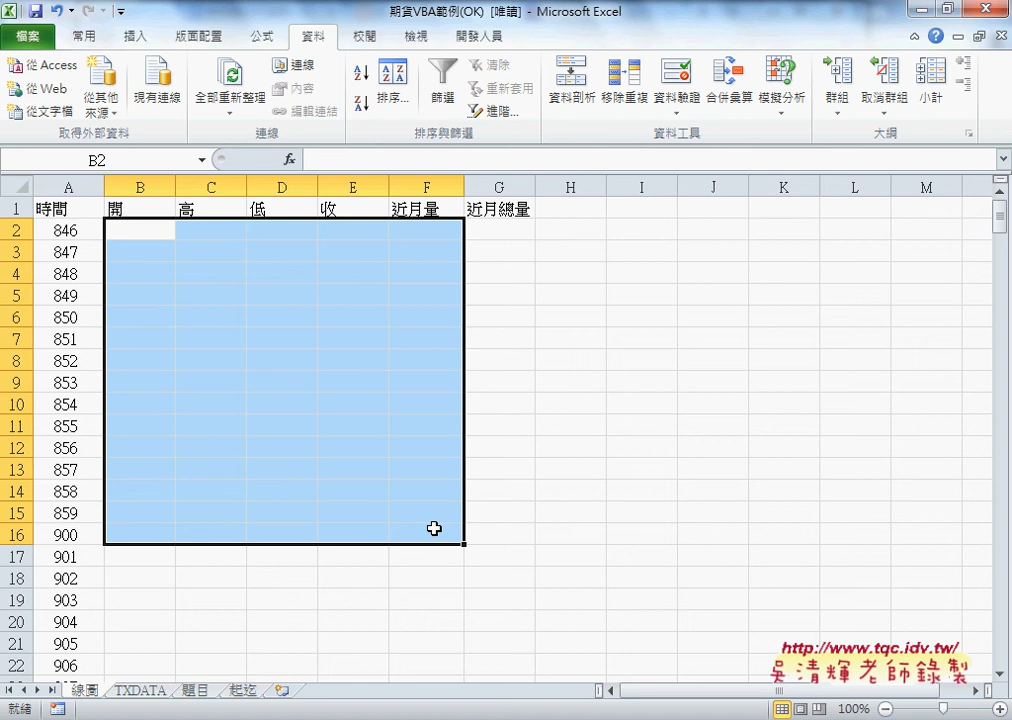 期貨VBA範例(OK) [唯讀] - Microsoft Excel
檔案 常用 插入 版面配置 公式 資料 校閱 檢視 開發人員
從 Access
從 Web
從文字檔
從其他
來源
現有連線
全部重新整理
連線
內容
編輯連結
排序...
篩選
清除
重新套用
進階...
資料剖析 移除重複 資料驗證 合併彙算 模擬分析
群組 取消群組 小計
取得外部資料 連線 排序與篩選 資料工具 大綱
B2 fx
A B C D E F G H I J K L M
1 時間 開 高 低 收 近月量 近月總量
2 846
3 847
4 848
5 849
6 850
7 851
8 852
9 853
10 854
11 855
12 856
13 857
14 858
15 859
16 900
17 901
18 902
19 903
20 904
21 905
22 906
http://www.tqc.idv.tw/
吳清輝老師錄製
線圖 TXDATA 題目 起迄
就緒 100%